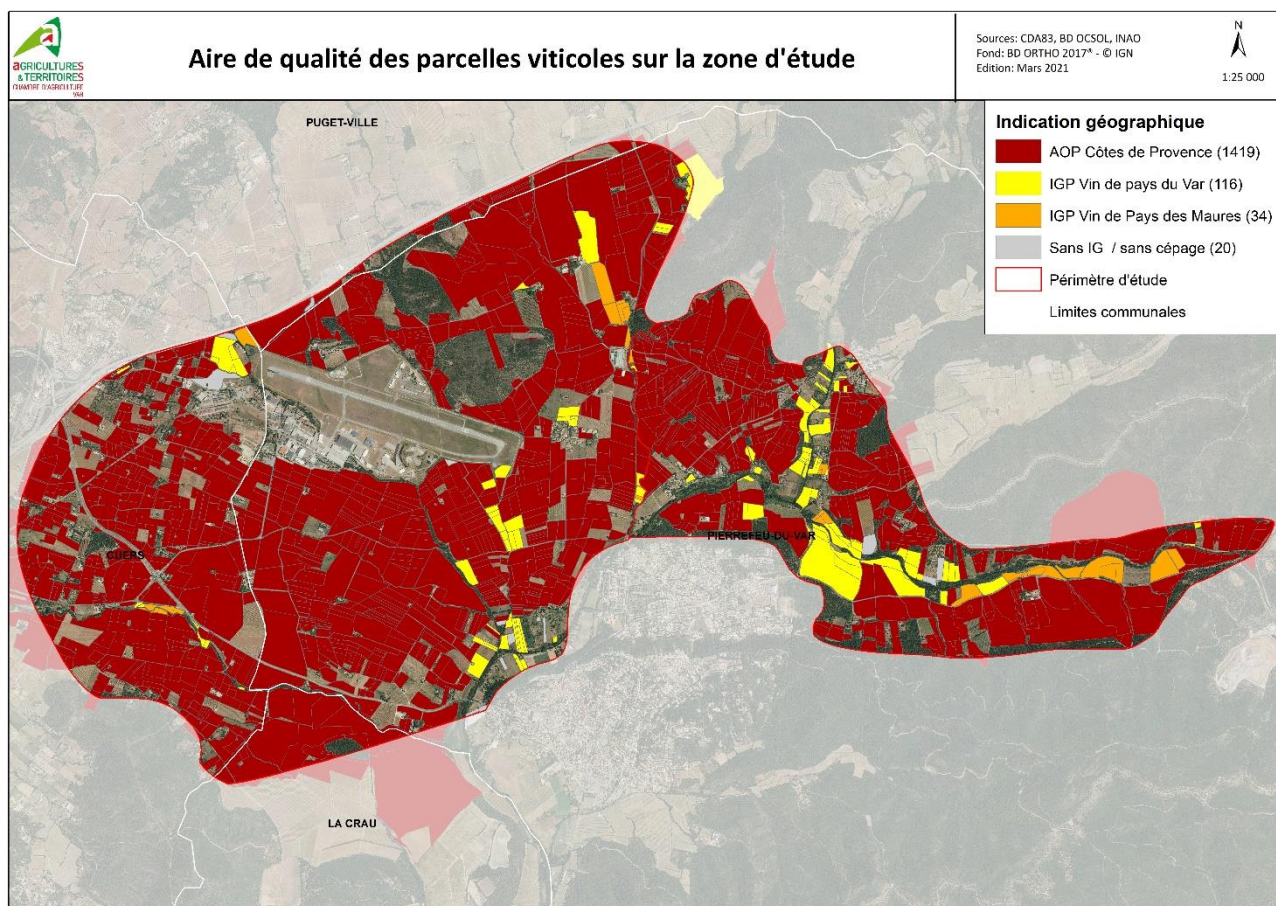 AGRICULTURES
& TERRITOIRES
CHAMBRE D'AGRICULTURE
VAR
Aire de qualité des parcelles viticoles sur la zone d'étude
Sources: CDA83, BD OCSOL, INAO
Fond: BD ORTHO 2017® - © IGN
Edition: Mars 2021
N
1:25 000
Indication géographique
AOP Côtes de Provence (1419)
IGP Vin de pays du Var (116)
IGP Vin de Pays des Maures (34)
Sans IG / sans cépage (20)
Périmètre d'étude
Limites communales
PUGET-VILLE
CUERS
PIERREFEU-DU-VAR
LA CRAU